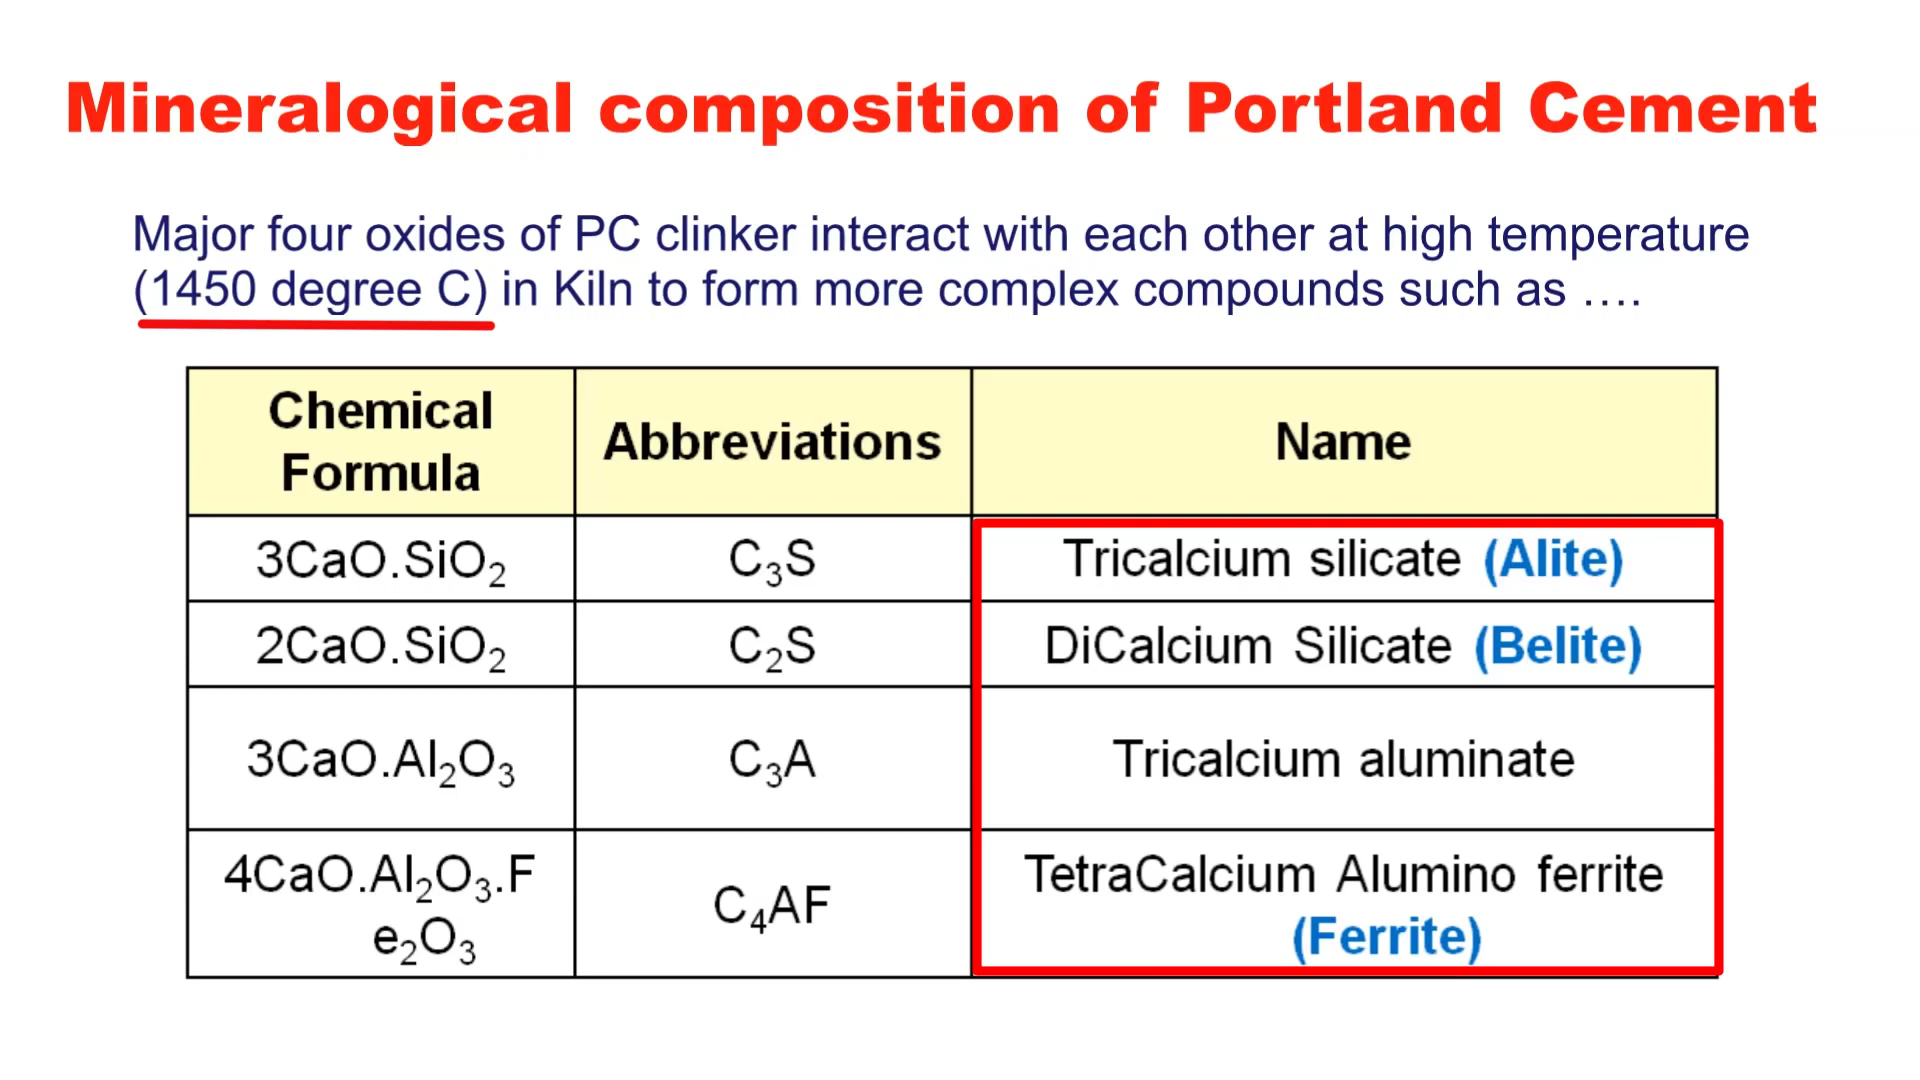 Mineralogical composition of Portland Cement
Major four oxides of PC clinker interact with each other at high temperature
(1450 degree C) in Kiln to form more complex compounds such as ….
Chemical
Formula
Abbreviations
Name
3CaO.SiO₂
C₃S
Tricalcium silicate (Alite)
2CaO.SiO₂
C₂S
DiCalcium Silicate (Belite)
3CaO.Al₂O₃
C₃A
Tricalcium aluminate
4CaO.Al₂O₃.F
e₂O₃
C₄AF
TetraCalcium Alumino ferrite
(Ferrite)